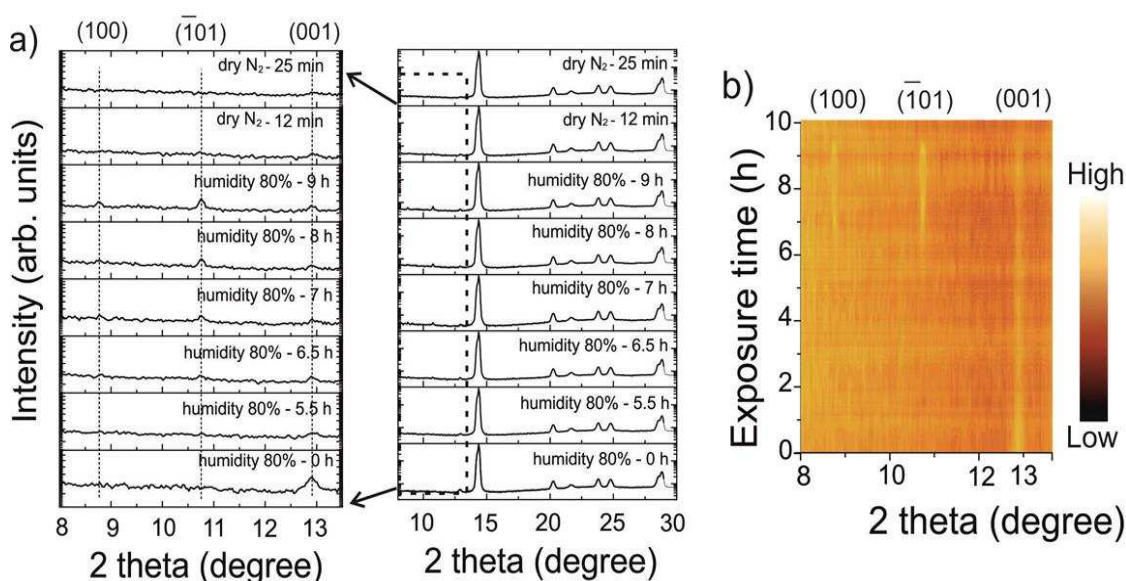 a)
(100) (1̅01) (001)
dry N₂ - 25 min
dry N₂ - 12 min
humidity 80% - 9 h
humidity 80% - 8 h
humidity 80% - 7 h
humidity 80% - 6.5 h
humidity 80% - 5.5 h
humidity 80% - 0 h
Intensity (arb. units)
8 9 10 11 12 13
2 theta (degree)
dry N₂ - 25 min
dry N₂ - 12 min
humidity 80% - 9 h
humidity 80% - 8 h
humidity 80% - 7 h
humidity 80% - 6.5 h
humidity 80% - 5.5 h
humidity 80% - 0 h
10 15 20 25 30
2 theta (degree)
b)
(100) (1̅01) (001)
Exposure time (h)
10
8
6
4
2
0
8 10 12 13
2 theta (degree)
High
Low